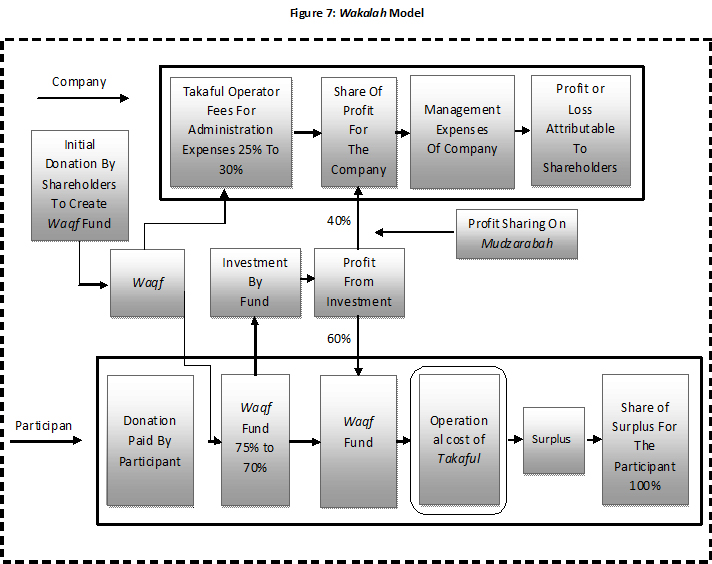 Figure 7: Wakalah Model
Company
Takaful Operator
Fees For
Administration
Expenses 25% To
30%
Share Of
Profit
For
The
Company
Management
Expenses
Of Company
Profit or
Loss
Attributable
To
Shareholders
Initial
Donation By
Shareholders
To Create
Waqf Fund
40%
Profit Sharing On
Mudzarabah
Waqf
Investment
By
Fund
Profit
From
Investment
60%
Participan
Donation
Paid By
Participant
Waqf
Fund
75% to
70%
Waqf
Fund
Operation
al cost of
Takaful
Surplus
Share of
Surplus For
The
Participant
100%